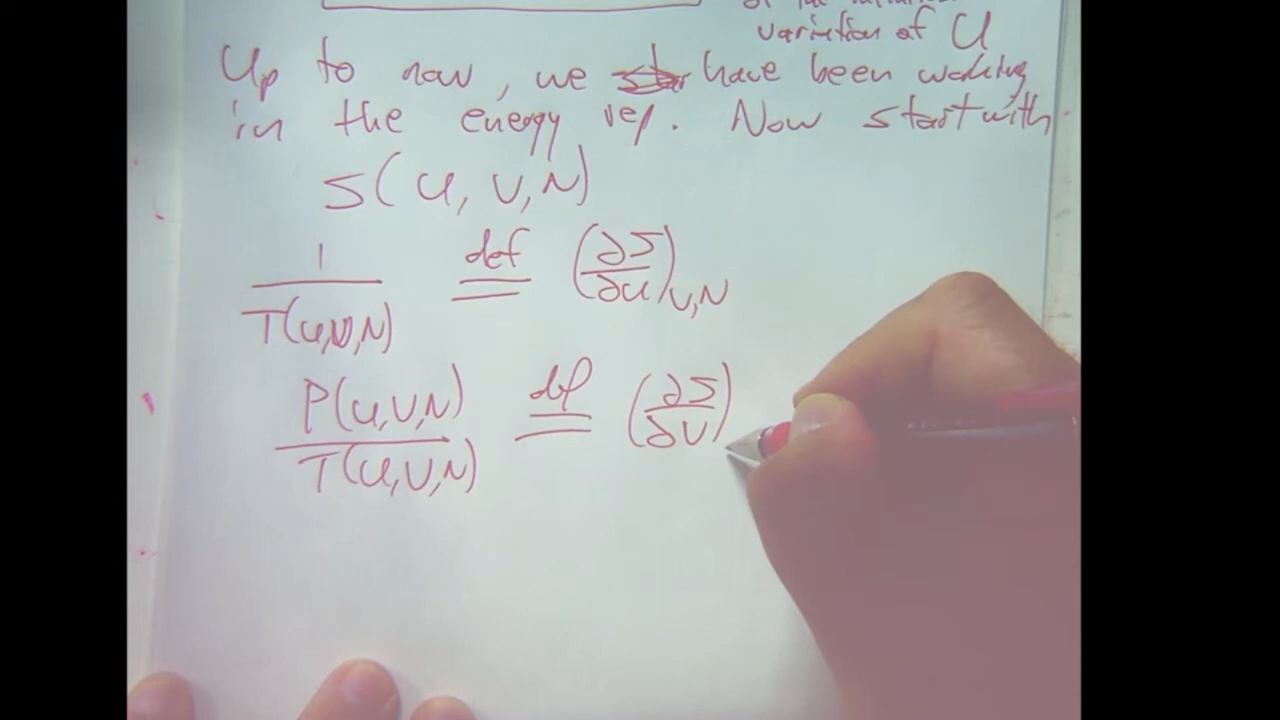 variation of U
Up to now, we have been working
in the energy rep. Now start with
S(U, V, N)
1 / T(U,V,N) def = (∂S/∂U)V,N
P(U,V,N) / T(U,V,N) def = (∂S/∂V)